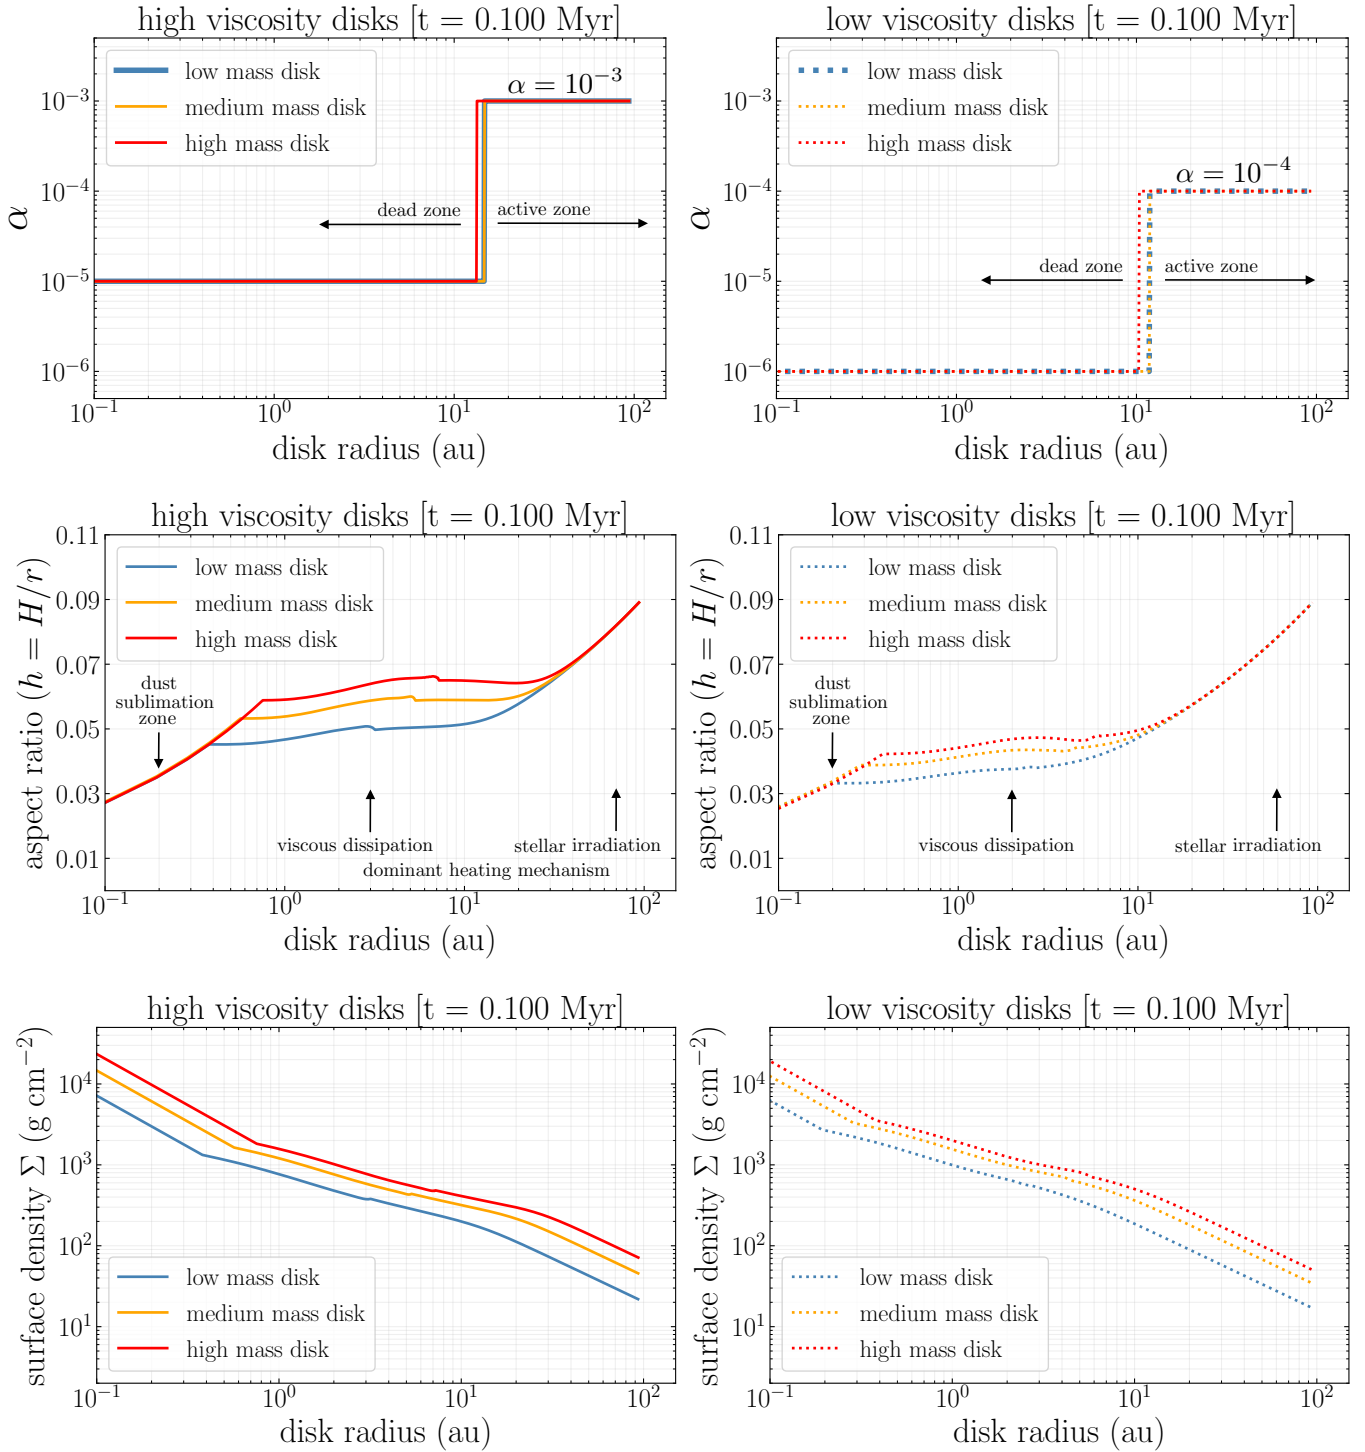 high viscosity disks [t = 0.100 Myr]
α
10⁻³
10⁻⁴
10⁻⁵
10⁻⁶
low mass disk
medium mass disk
high mass disk
α = 10⁻³
dead zone
active zone
10⁻¹ 10⁰ 10¹ 10²
disk radius (au)
low viscosity disks [t = 0.100 Myr]
α
10⁻³
10⁻⁴
10⁻⁵
10⁻⁶
low mass disk
medium mass disk
high mass disk
α = 10⁻⁴
dead zone
active zone
10⁻¹ 10⁰ 10¹ 10²
disk radius (au)
high viscosity disks [t = 0.100 Myr]
aspect ratio (h = H/r)
0.11
0.09
0.07
0.05
0.03
0.01
low mass disk
medium mass disk
high mass disk
dust
sublimation
zone
viscous dissipation
stellar irradiation
dominant heating mechanism
10⁻¹ 10⁰ 10¹ 10²
disk radius (au)
low viscosity disks [t = 0.100 Myr]
aspect ratio (h = H/r)
0.11
0.09
0.07
0.05
0.03
0.01
low mass disk
medium mass disk
high mass disk
dust
sublimation
zone
viscous dissipation
stellar irradiation
10⁻¹ 10⁰ 10¹ 10²
disk radius (au)
high viscosity disks [t = 0.100 Myr]
surface density Σ (g cm⁻²)
10⁴
10³
10²
10¹
low mass disk
medium mass disk
high mass disk
10⁻¹ 10⁰ 10¹ 10²
disk radius (au)
low viscosity disks [t = 0.100 Myr]
surface density Σ (g cm⁻²)
10⁴
10³
10²
10¹
low mass disk
medium mass disk
high mass disk
10⁻¹ 10⁰ 10¹ 10²
disk radius (au)